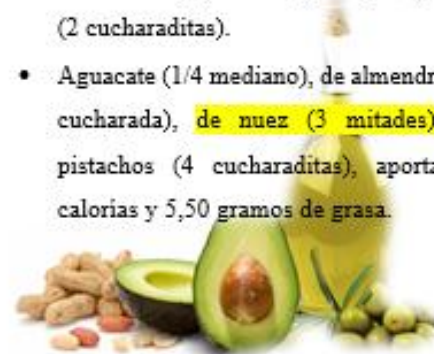 (2 cucharaditas).
• Aguacate (1/4 mediano), de almendr
cucharada), de nuez (3 mitades)
pistachos (4 cucharaditas), aporta
calorías y 5,50 gramos de grasa.